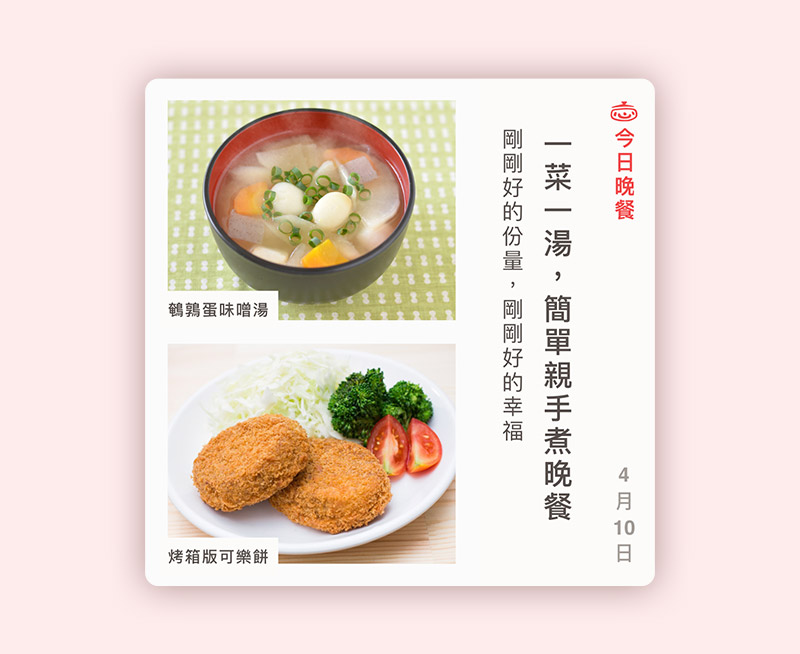 今日晚餐
一菜一湯，簡單親手煮晚餐
剛剛好的份量，剛剛好的幸福
鵪鶉蛋味噌湯
烤箱版可樂餅
4月10日